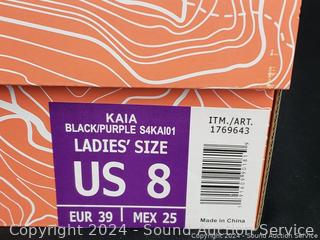 KAIA
BLACK/PURPLE S4KAI01
LADIES' SIZE
US 8
EUR 39 | MEX 25
ITM./ART.
1769643
Made in China
Copyright 2024 - Sound Auction Service